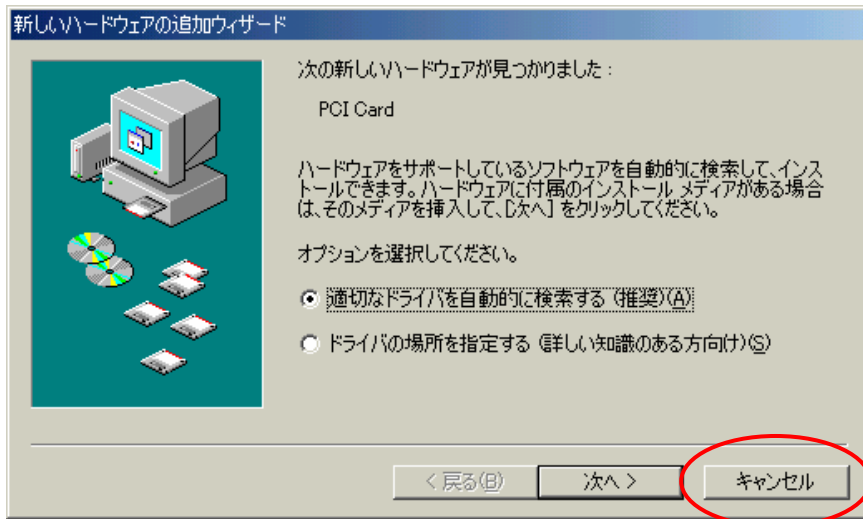 新しいハードウェアの追加ウィザード
次の新しいハードウェアが見つかりました：
PCI Card
ハードウェアをサポートしているソフトウェアを自動的に検索して、インス
トールできます。ハードウェアに付属のインストール メディアがある場合
は、そのメディアを挿入して、[次へ] をクリックしてください。
オプションを選択してください。
適切なドライバを自動的に検索する (推奨)(A)
ドライバの場所を指定する (詳しい知識のある方向け)(S)
< 戻る(B)
次へ >
キャンセル